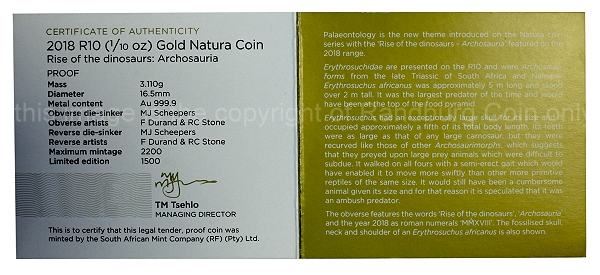 CERTIFICATE OF AUTHENTICITY
2018 R10 (1/10 oz) Gold Natura Coin
Rise of the dinosaurs: Archosauria
PROOF
Mass 3.110g
Diameter 16.5mm
Metal content Au 999.9
Obverse die-sinker MJ Scheepers
Obverse artists F Durand & RC Stone
Reverse die-sinker MJ Scheepers
Reverse artists F Durand & RC Stone
Maximum mintage 2200
Limited edition 1500
TM Tsehlo
MANAGING DIRECTOR
This is to certify that this legal tender, proof coin was
minted by the South African Mint Company (RF) (Pty) Ltd.
Palaeontology is the new theme introduced on the Natura coin
series with the 'Rise of the dinosaurs - Archosauria' featured on the
2018 range.
Erythrosuchidae are presented on the R10 and were Archosauri
forms from the late Triassic of South Africa and Namibia.
Erythrosuchus africanus was approximately 5 m long and stood
over 2 m tall. It was the largest predator of the time and would
have been at the top of the food pyramid.
Erythrosuchus had an exceptionally large skull for its size and
occupied approximately a fifth of its total body length. Its teeth
were as large as that of any large carnosaur, but they were
recurved like those of other Archosaurimorphs, which suggests
that they preyed upon large prey animals which were difficult to
subdue. It walked on all fours with a semi-erect gait which would
have enabled it to move more swiftly than other more primitive
reptiles of the same size. It would still have been a cumbersome
animal given its size and for that reason it is speculated that it was
an ambush predator.
The obverse features the words 'Rise of the dinosaurs', 'Archosauria'
and the year 2018 as roman numerals 'MMXVIII'. The fossilised skull,
neck and shoulder of an Erythrosuchus africanus is also shown.